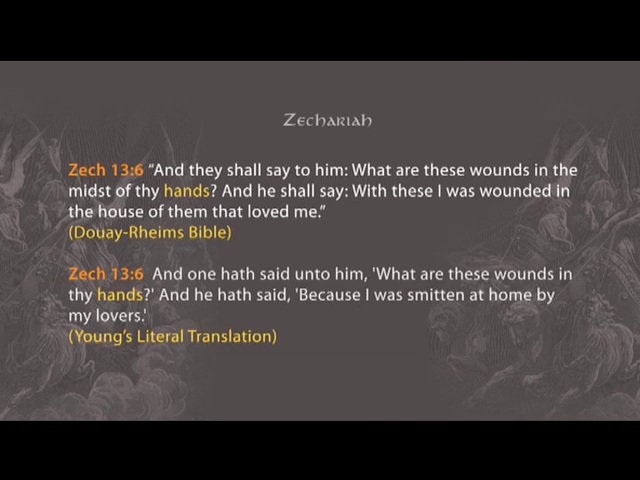 Zechariah
Zech 13:6 “And they shall say to him: What are these wounds in the
midst of thy hands? And he shall say: With these I was wounded in
the house of them that loved me.”
(Douay-Rheims Bible)
Zech 13:6 And one hath said unto him, 'What are these wounds in
thy hands?' And he hath said, 'Because I was smitten at home by
my lovers.'
(Young’s Literal Translation)